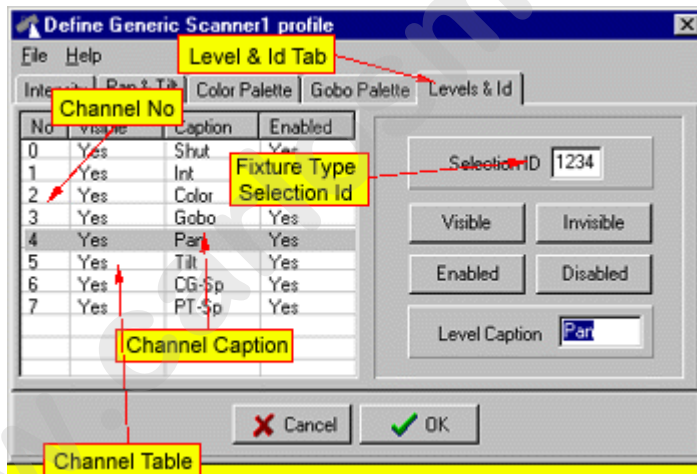 Define Generic Scanner1 profile
File Help
Level & Id Tab
Pan & Tilt Color Palette Gobo Palette Levels & Id
Channel No
No Visible Caption Enabled
0 Yes Shut Yes
1 Yes Int
2 Yes Color
3 Yes Gobo Yes
4 Yes Pan Yes
5 Yes Tilt Yes
6 Yes CG-Sp Yes
7 Yes PT-Sp Yes
Fixture Type
Selection Id
Selection ID 1234
Visible Invisible
Enabled Disabled
Level Caption Pan
Channel Caption
Cancel OK
Channel Table